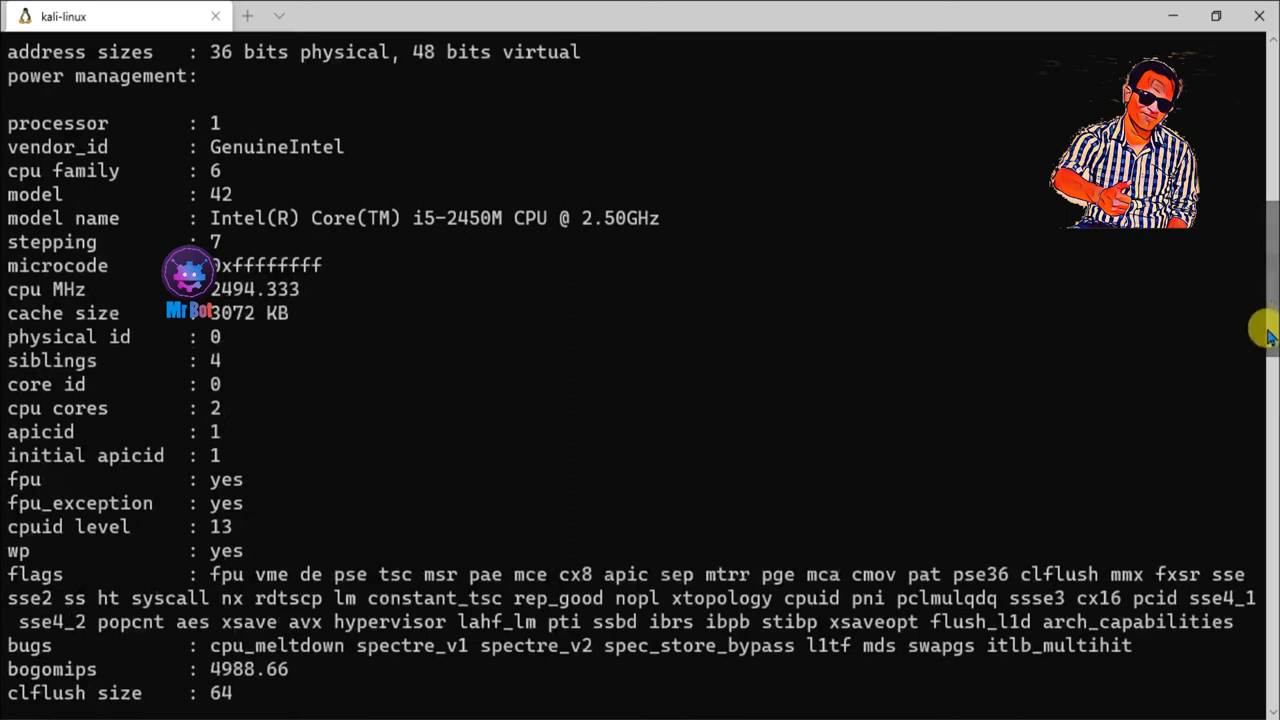 kali-linux
address sizes : 36 bits physical, 48 bits virtual
power management:
processor : 1
vendor_id : GenuineIntel
cpu family : 6
model : 42
model name : Intel(R) Core(TM) i5-2450M CPU @ 2.50GHz
stepping : 7
microcode 0xffffffff
cpu MHz 2494.333
cache size : 3072 KB
Mr Bot
physical id : 0
siblings : 4
core id : 0
cpu cores : 2
apicid : 1
initial apicid : 1
fpu : yes
fpu_exception : yes
cpuid level : 13
wp : yes
flags : fpu vme de pse tsc msr pae mce cx8 apic sep mtrr pge mca cmov pat pse36 clflush mmx fxsr sse
sse2 ss ht syscall nx rdtscp lm constant_tsc rep_good nopl xtopology cpuid pni pclmulqdq ssse3 cx16 pcid sse4_1
sse4_2 popcnt aes xsave avx hypervisor lahf_lm pti ssbd ibrs ibpb stibp xsaveopt flush_l1d arch_capabilities
bugs : cpu_meltdown spectre_v1 spectre_v2 spec_store_bypass l1tf mds swapgs itlb_multihit
bogomips : 4988.66
clflush size : 64